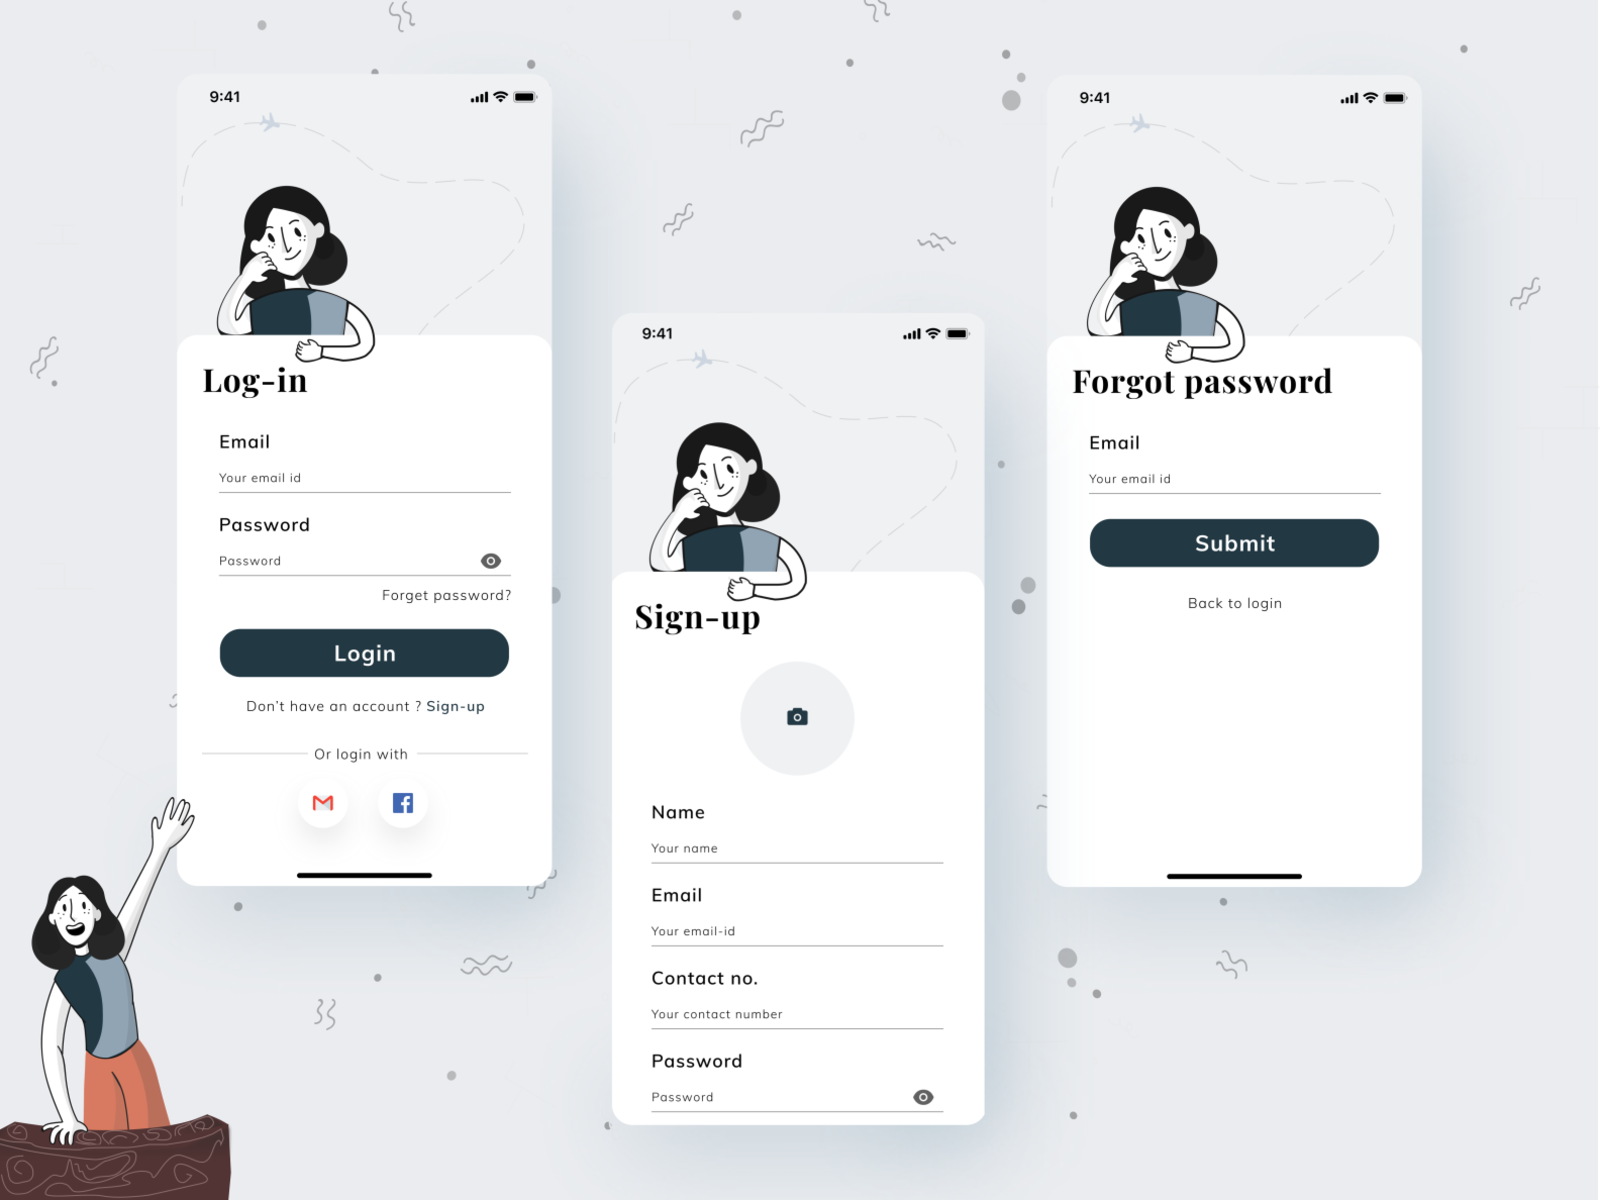 9:41
Log-in
Email
Your email id
Password
Password
Forget password?
Login
Don't have an account ? Sign-up
Or login with
9:41
Sign-up
Name
Your name
Email
Your email-id
Contact no.
Your contact number
Password
Password
9:41
Forgot password
Email
Your email id
Submit
Back to login